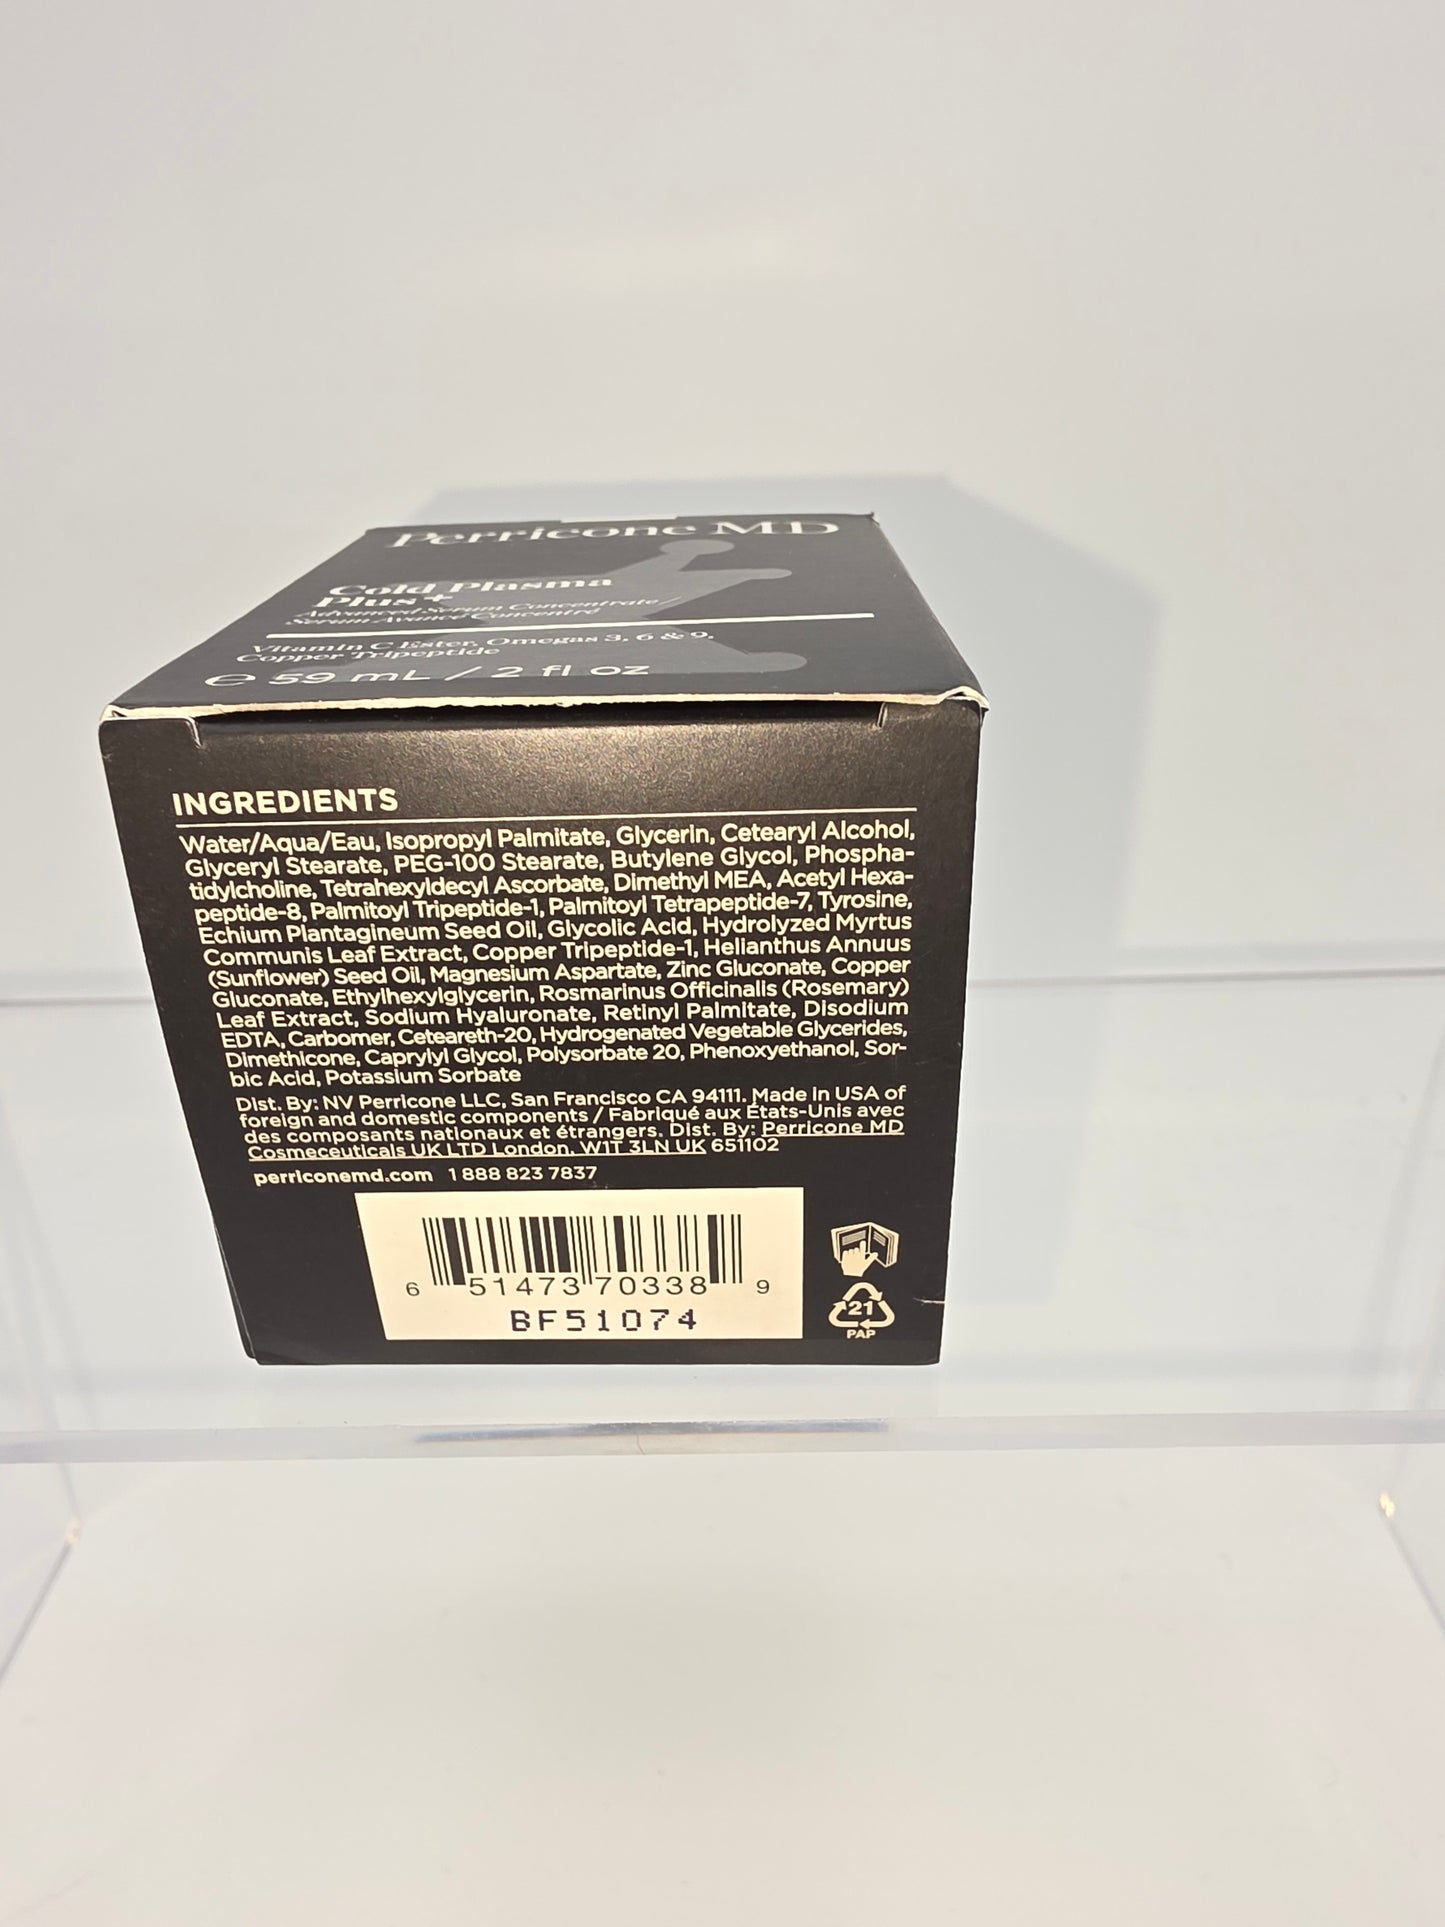 Perricone MD
Cold Plasma
Plus+
Advanced Serum Concentrate /
Serum Avancé Concentré
Vitamin C Ester, Omegas 3, 6 & 9,
Copper Tripeptide
℮ 59 mL / 2 fl oz
INGREDIENTS
Water/Aqua/Eau, Isopropyl Palmitate, Glycerin, Cetearyl Alcohol,
Glyceryl Stearate, PEG-100 Stearate, Butylene Glycol, Phospha-
tidylcholine, Tetrahexyldecyl Ascorbate, Dimethyl MEA, Acetyl Hexa-
peptide-8, Palmitoyl Tripeptide-1, Palmitoyl Tetrapeptide-7, Tyrosine,
Echium Plantagineum Seed Oil, Glycolic Acid, Hydrolyzed Myrtus
Communis Leaf Extract, Copper Tripeptide-1, Helianthus Annuus
(Sunflower) Seed Oil, Magnesium Aspartate, Zinc Gluconate, Copper
Gluconate, Ethylhexylglycerin, Rosmarinus Officinalis (Rosemary)
Leaf Extract, Sodium Hyaluronate, Retinyl Palmitate, Disodium
EDTA, Carbomer, Ceteareth-20, Hydrogenated Vegetable Glycerides,
Dimethicone, Caprylyl Glycol, Polysorbate 20, Phenoxyethanol, Sor-
bic Acid, Potassium Sorbate
Dist. By: NV Perricone LLC, San Francisco CA 94111. Made in USA of
foreign and domestic components / Fabriqué aux États-Unis avec
des composants nationaux et étrangers. Dist. By: Perricone MD
Cosmeceuticals UK LTD London, W1T 3LN UK 651102
perriconemd.com 1 888 823 7837
6 51473 70338 9
BF51074
21
PAP